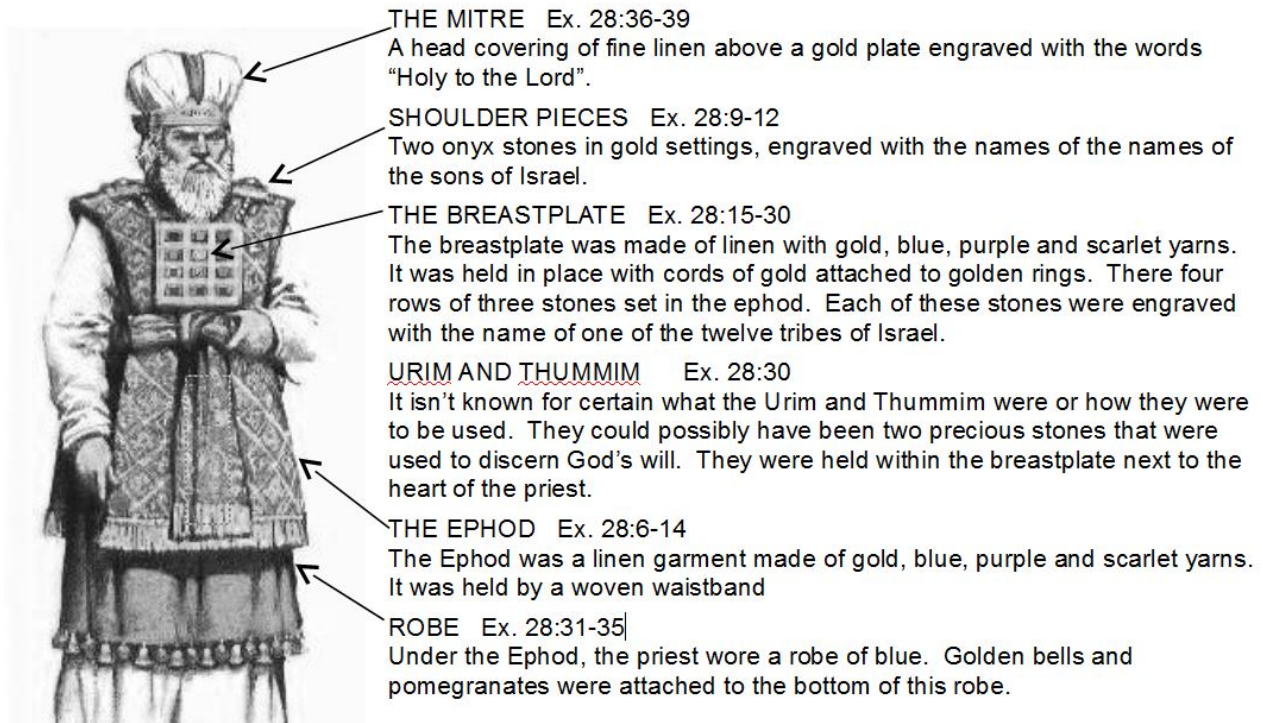 THE MITRE Ex. 28:36-39
A head covering of fine linen above a gold plate engraved with the words
“Holy to the Lord”.
SHOULDER PIECES Ex. 28:9-12
Two onyx stones in gold settings, engraved with the names of the names of
the sons of Israel.
THE BREASTPLATE Ex. 28:15-30
The breastplate was made of linen with gold, blue, purple and scarlet yarns.
It was held in place with cords of gold attached to golden rings. There four
rows of three stones set in the ephod. Each of these stones were engraved
with the name of one of the twelve tribes of Israel.
URIM AND THUMMIM Ex. 28:30
It isn’t known for certain what the Urim and Thummim were or how they were
to be used. They could possibly have been two precious stones that were
used to discern God’s will. They were held within the breastplate next to the
heart of the priest.
THE EPHOD Ex. 28:6-14
The Ephod was a linen garment made of gold, blue, purple and scarlet yarns.
It was held by a woven waistband
ROBE Ex. 28:31-35
Under the Ephod, the priest wore a robe of blue. Golden bells and
pomegranates were attached to the bottom of this robe.